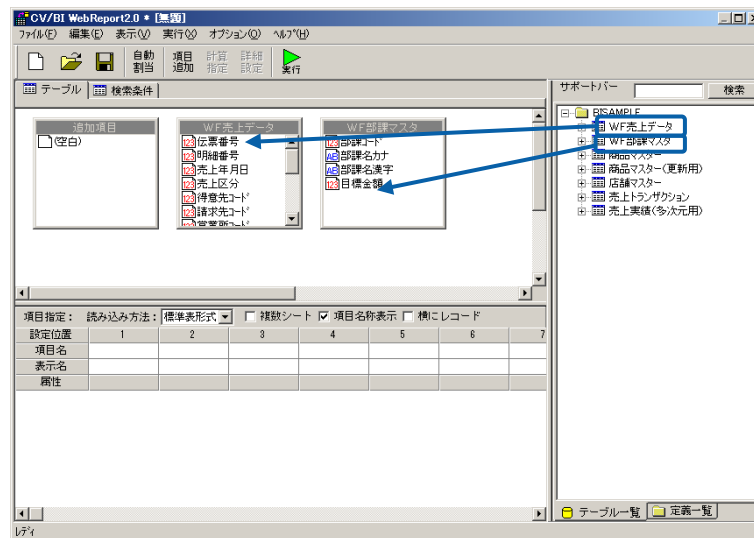 CV/BI WebReport2.0 * [無題]
ファイル(F) 編集(E) 表示(V) 実行(X) オプション(O) ヘルプ(H)
自動割当 項目追加 計算指定 詳細設定 実行
テーブル 検索条件
サポートバー 検索
追加項目
(空白)
WF売上データ
伝票番号
明細番号
売上年月日
売上区分
得意先コード
請求先コード
営業所コード
WF部課マスタ
部課コード
部課名カナ
部課名漢字
目標金額
BISAMPLE
WF売上データ
WF部課マスタ
商品マスター
商品マスター(更新用)
店舗マスター
売上トランザクション
売上実績(多次元用)
項目指定： 読み込み方法： 標準表形式 複数シート 項目名称表示 横にレコード
設定位置 1 2 3 4 5 6 7
項目名
表示名
属性
テーブル一覧 定義一覧
レディ